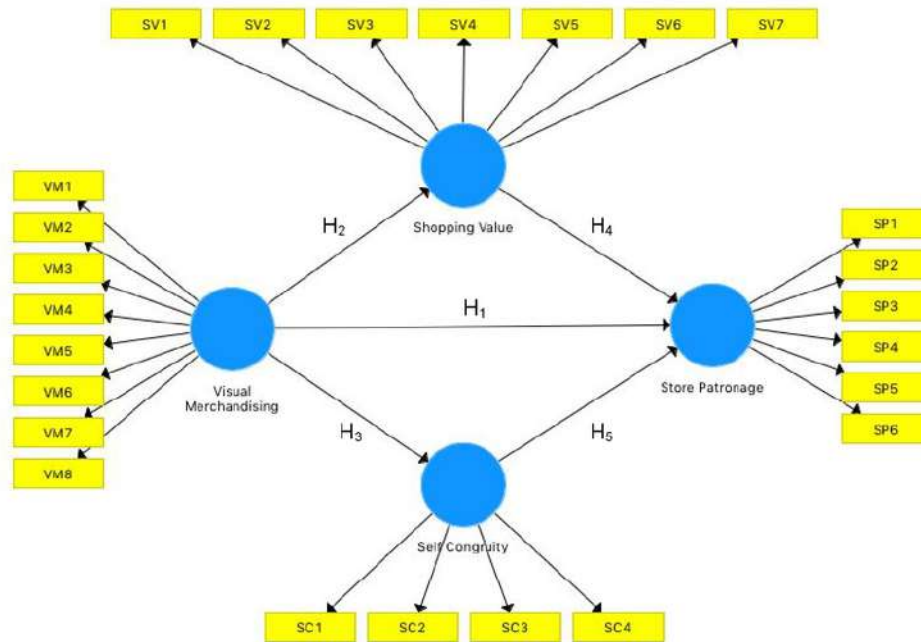 SV1 SV2 SV3 SV4 SV5 SV6 SV7
VM1
VM2
VM3
VM4
VM5
VM6
VM7
VM8
H₂
Shopping Value
H₄
H₁
Visual
Merchandising
H₃
Store Patronage
H₅
SP1
SP2
SP3
SP4
SP5
SP6
Self Congruity
SC1 SC2 SC3 SC4